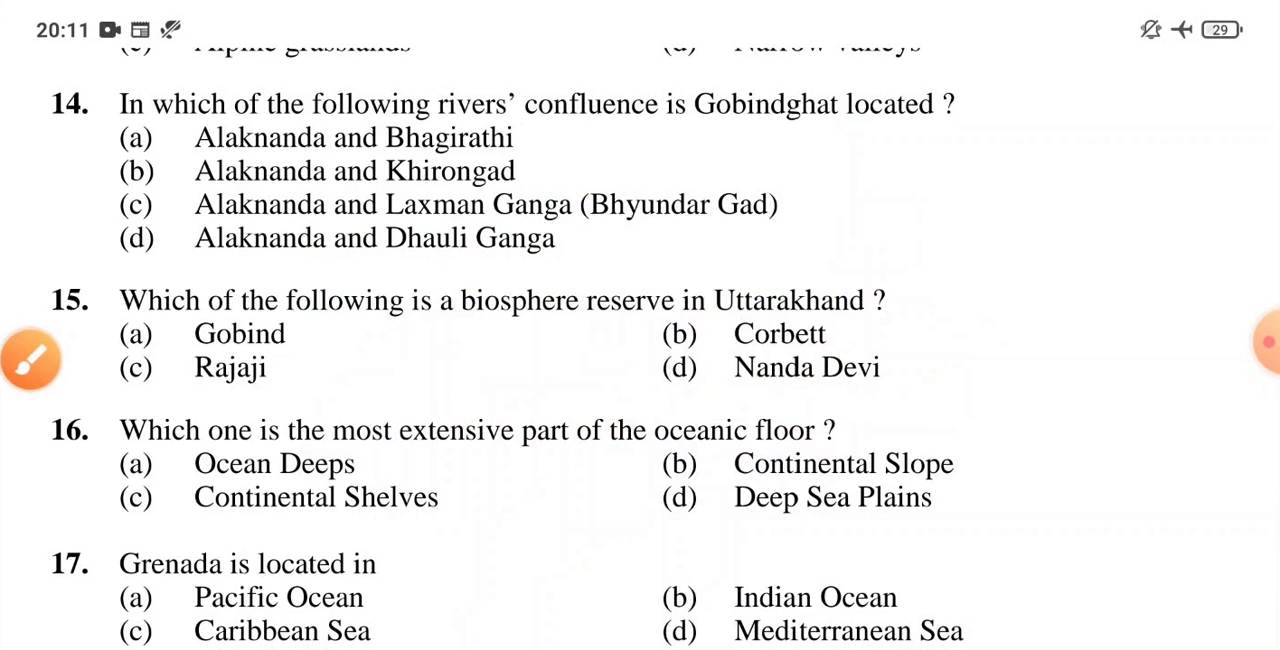 20:11
29
14. In which of the following rivers’ confluence is Gobindghat located ?
(a) Alaknanda and Bhagirathi
(b) Alaknanda and Khirongad
(c) Alaknanda and Laxman Ganga (Bhyundar Gad)
(d) Alaknanda and Dhauli Ganga
15. Which of the following is a biosphere reserve in Uttarakhand ?
(a) Gobind (b) Corbett
(c) Rajaji (d) Nanda Devi
16. Which one is the most extensive part of the oceanic floor ?
(a) Ocean Deeps (b) Continental Slope
(c) Continental Shelves (d) Deep Sea Plains
17. Grenada is located in
(a) Pacific Ocean (b) Indian Ocean
(c) Caribbean Sea (d) Mediterranean Sea